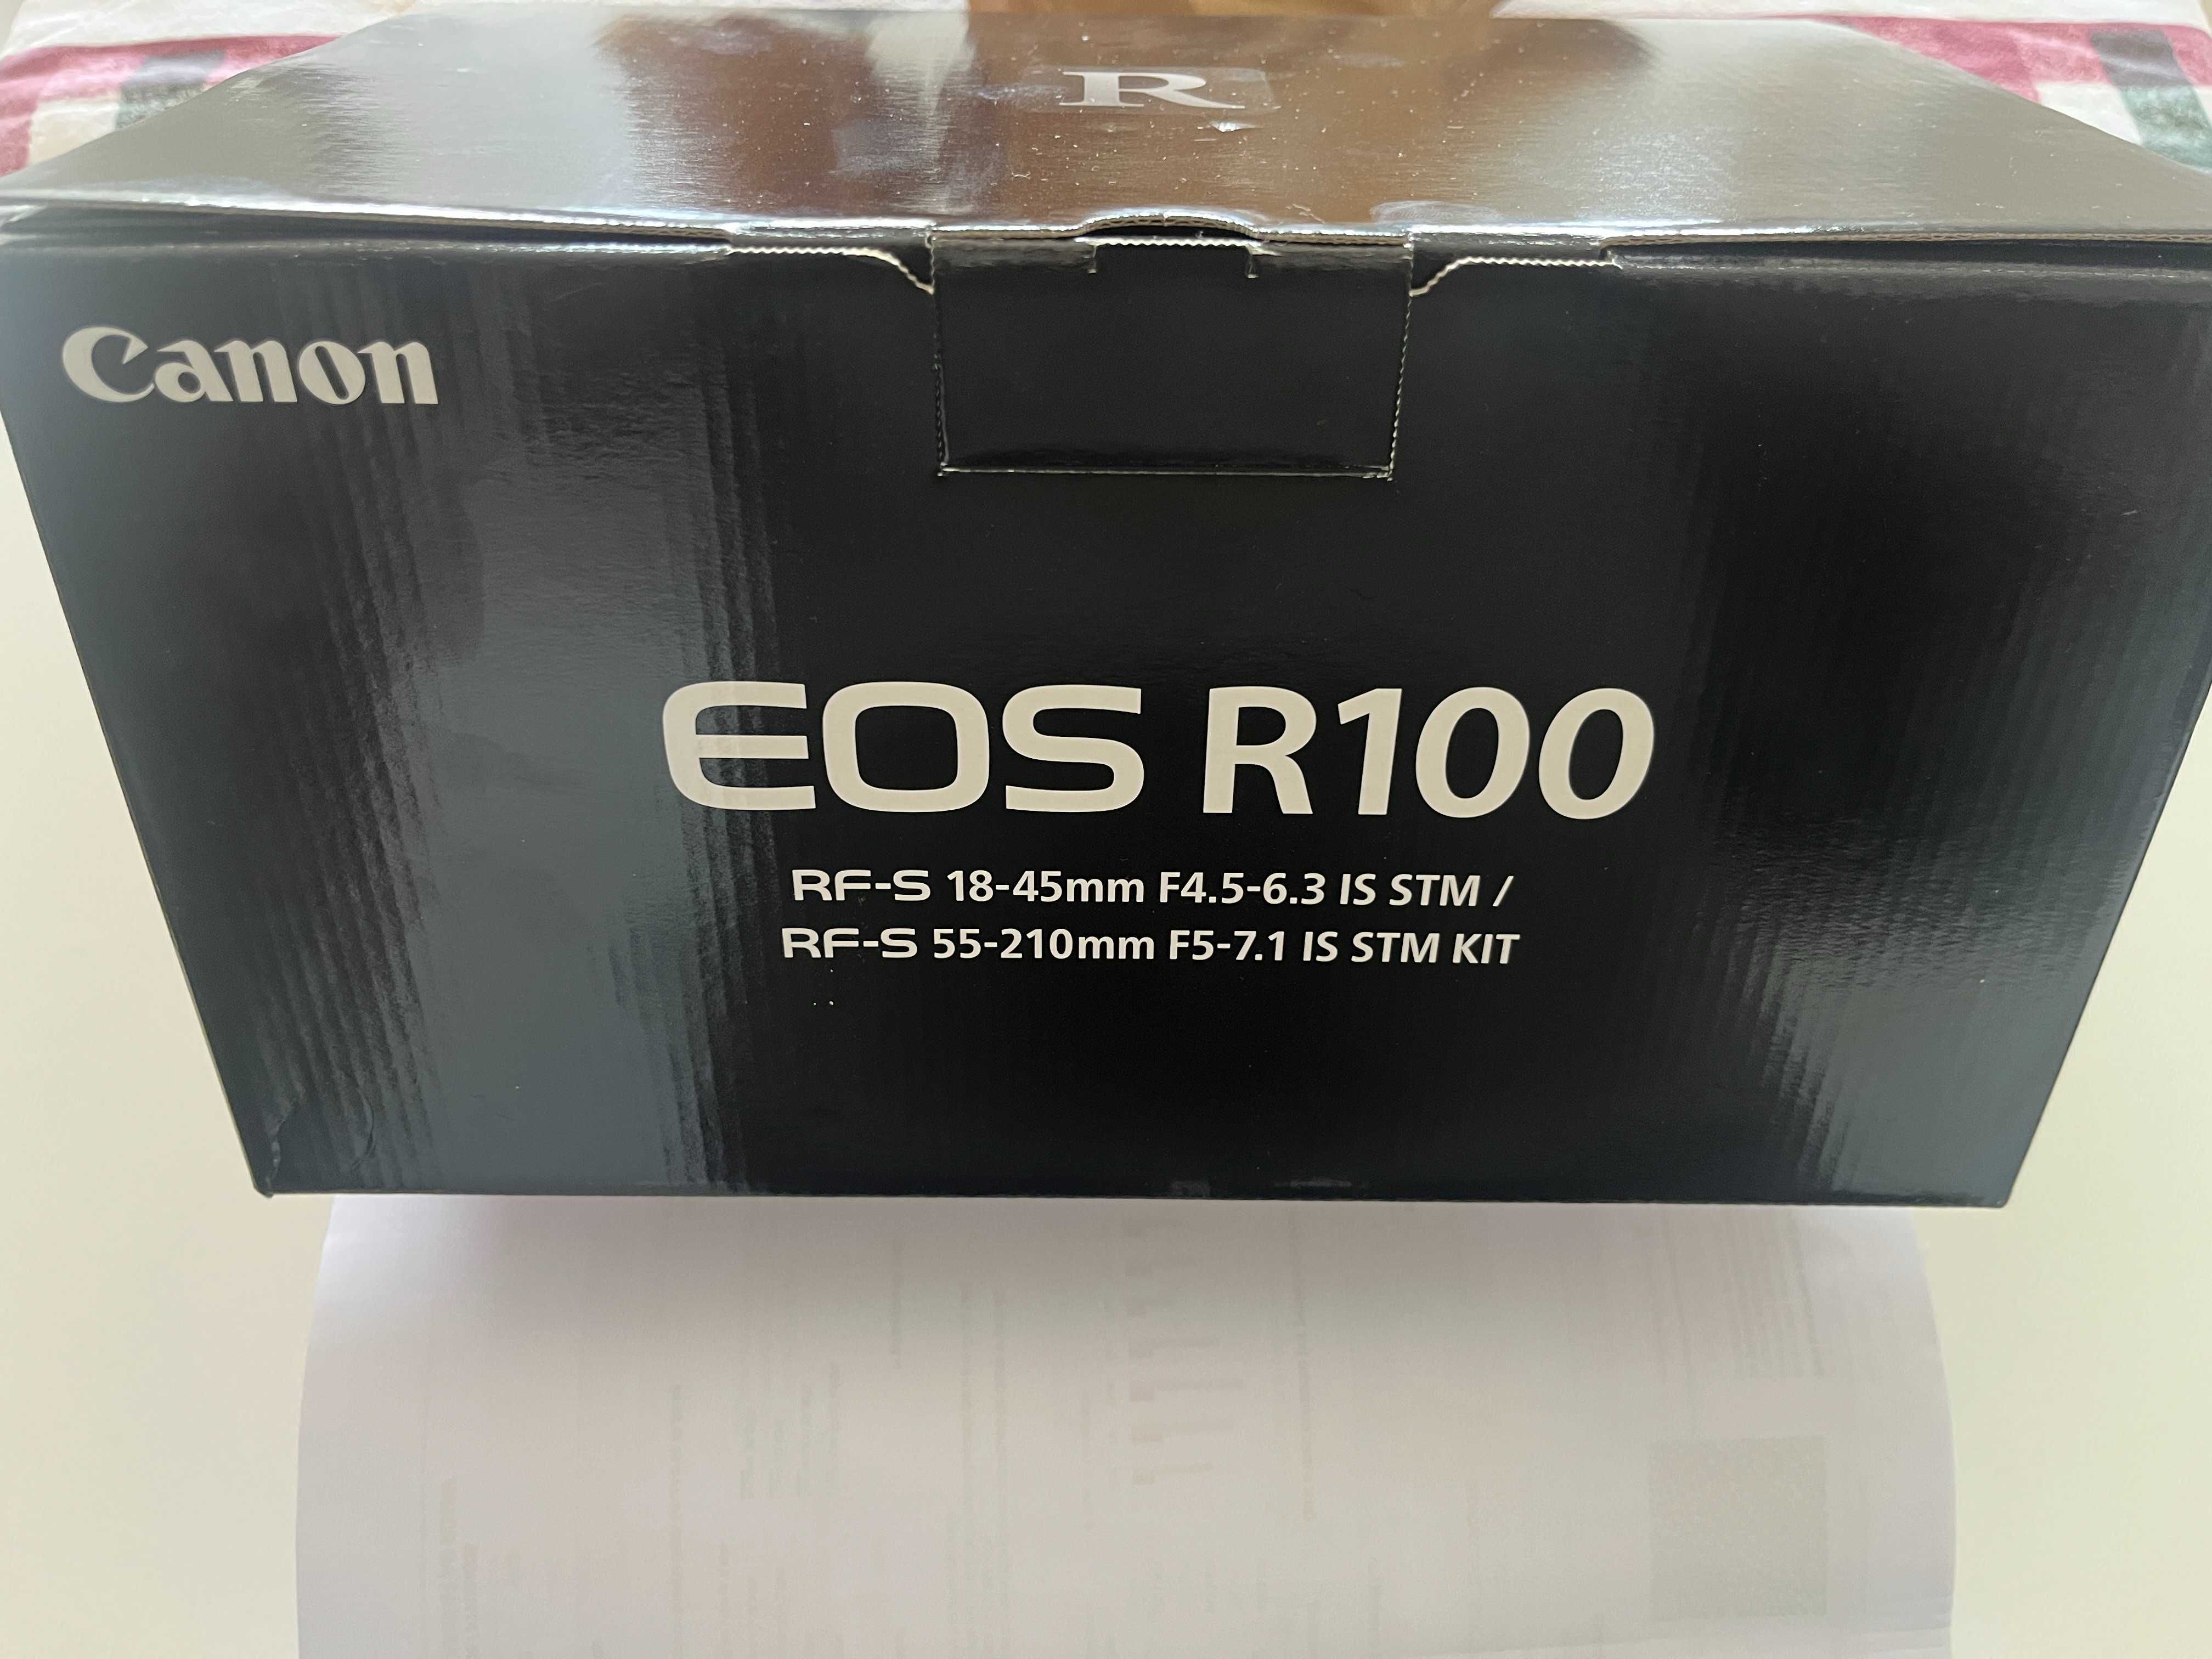 R
Canon
EOS R100
RF-S 18-45mm F4.5-6.3 IS STM /
RF-S 55-210mm F5-7.1 IS STM KIT